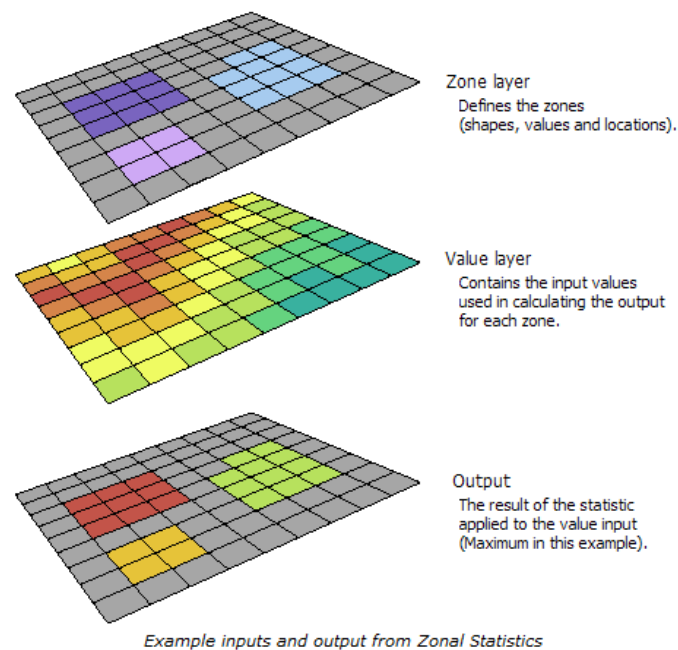 Zone layer
Defines the zones
(shapes, values and locations).
Value layer
Contains the input values
used in calculating the output
for each zone.
Output
The result of the statistic
applied to the value input
(Maximum in this example).
Example inputs and output from Zonal Statistics